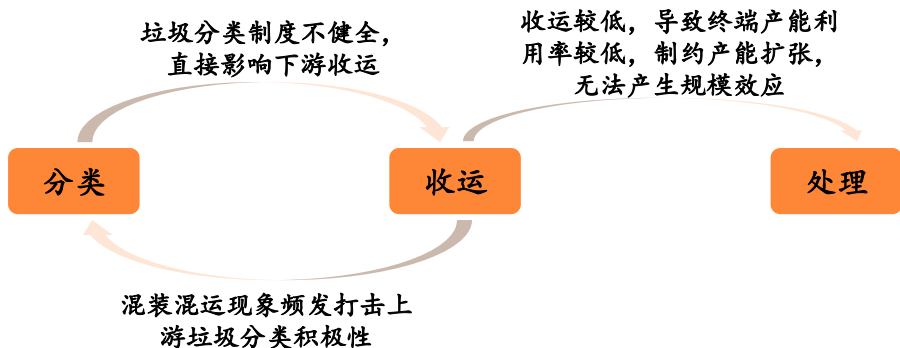 垃圾分类制度不健全，
直接影响下游收运
收运较低，导致终端产能利
用率较低，制约产能扩张，
无法产生规模效应
分类
收运
处理
混装混运现象频发打击上
游垃圾分类积极性